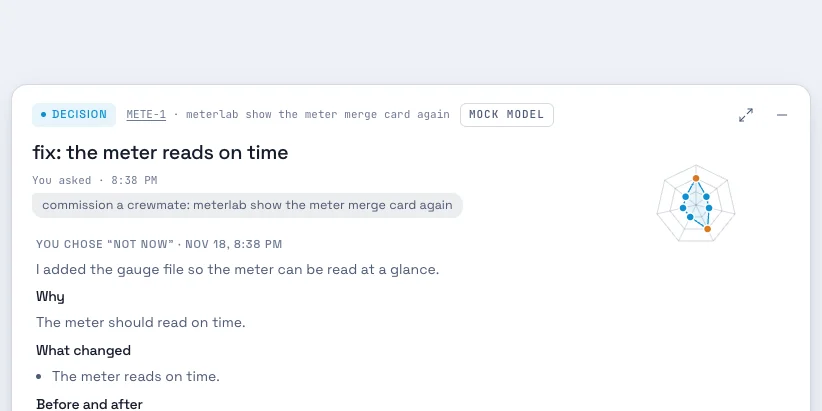 DECISION METE-1 · meterlab show the meter merge card again MOCK MODEL
fix: the meter reads on time
You asked · 8:38 PM
commission a crewmate: meterlab show the meter merge card again
YOU CHOSE “NOT NOW” · NOV 18, 8:38 PM
I added the gauge file so the meter can be read at a glance.
Why
The meter should read on time.
What changed
• The meter reads on time.
Before and after